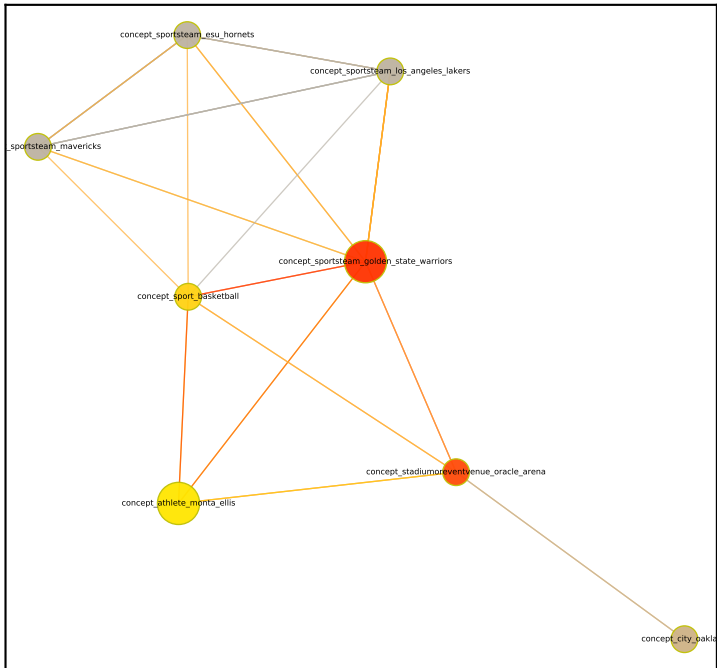 concept_sportsteam_esu_hornets
concept_sportsteam_los_angeles_lakers
_sportsteam_mavericks
concept_sportsteam_golden_state_warriors
concept_sport_basketball
concept_stadiumoreventvenue_oracle_arena
concept_athlete_monta_ellis
concept_city_oakla